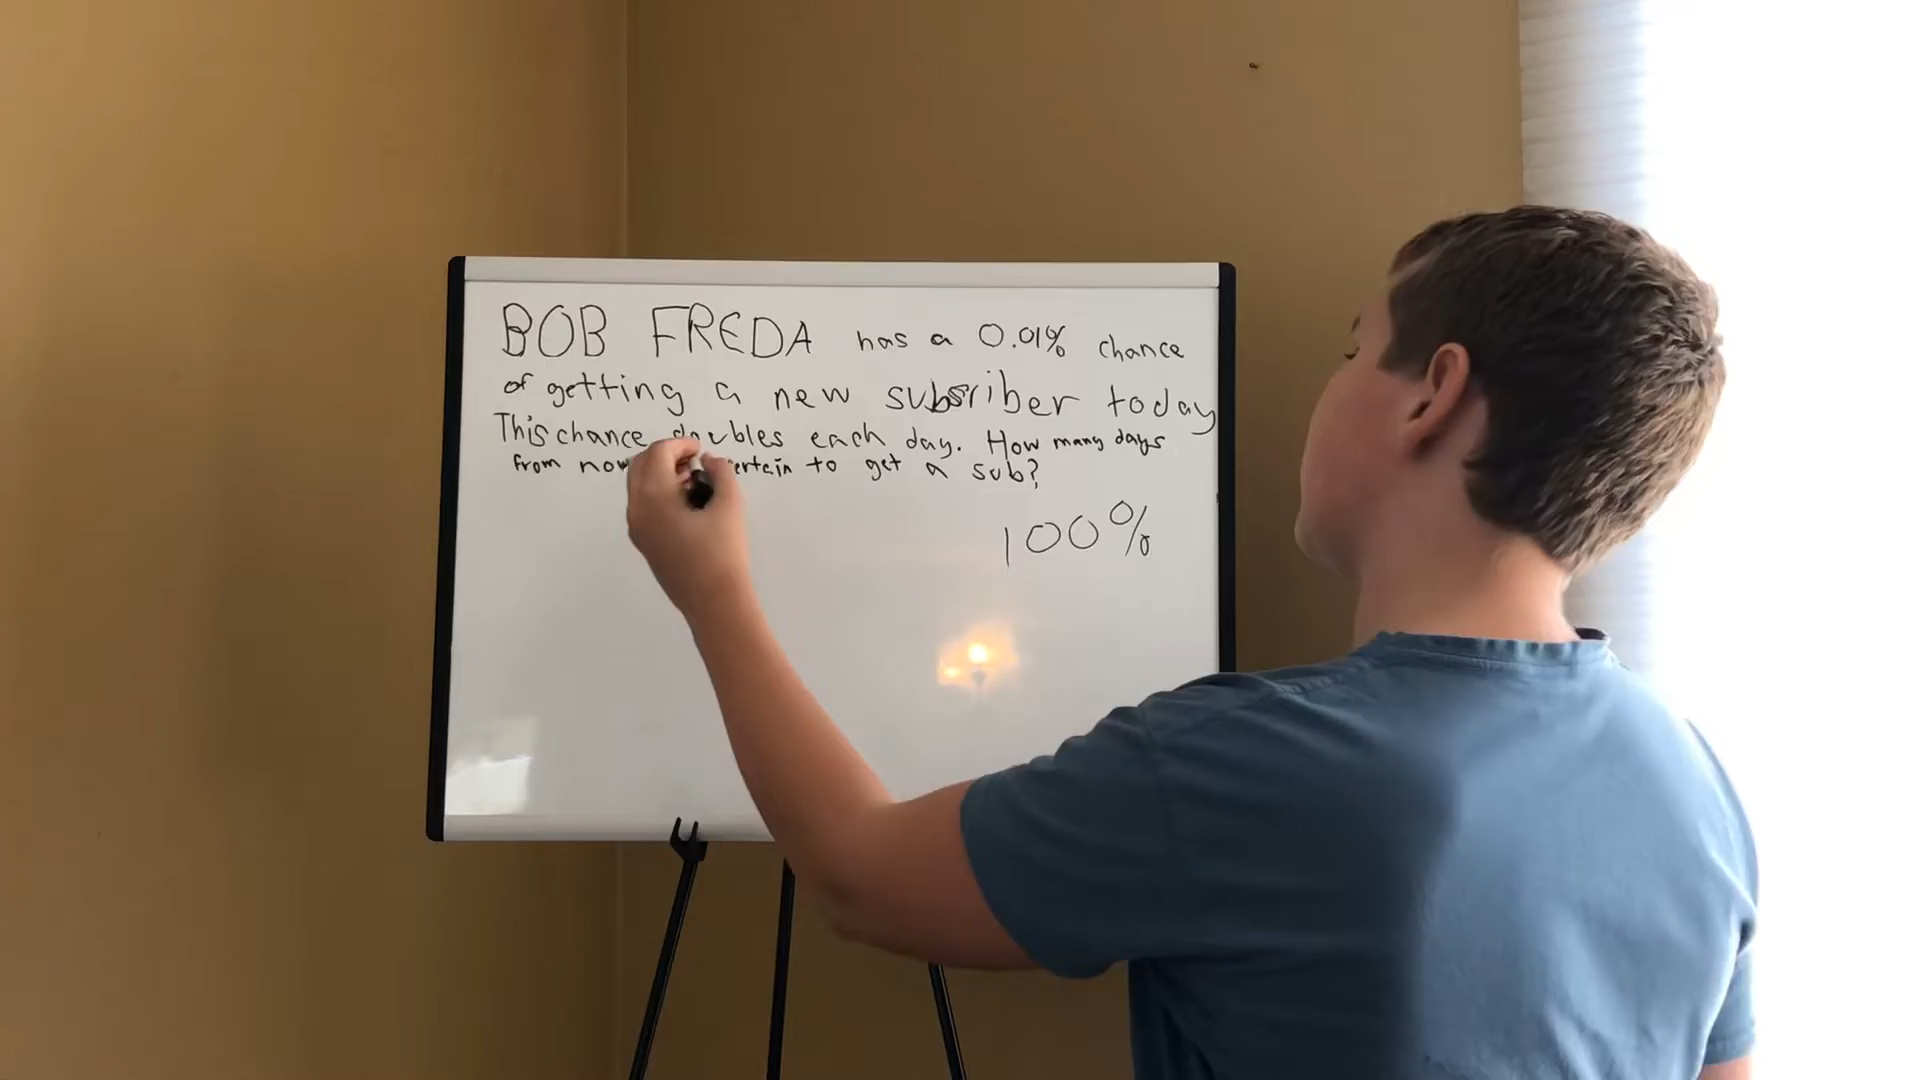 BOB FREDA has a 0.01% chance
of getting a new subsriber today
This chance doubles each day. How many days
from now to get a sub?
100%